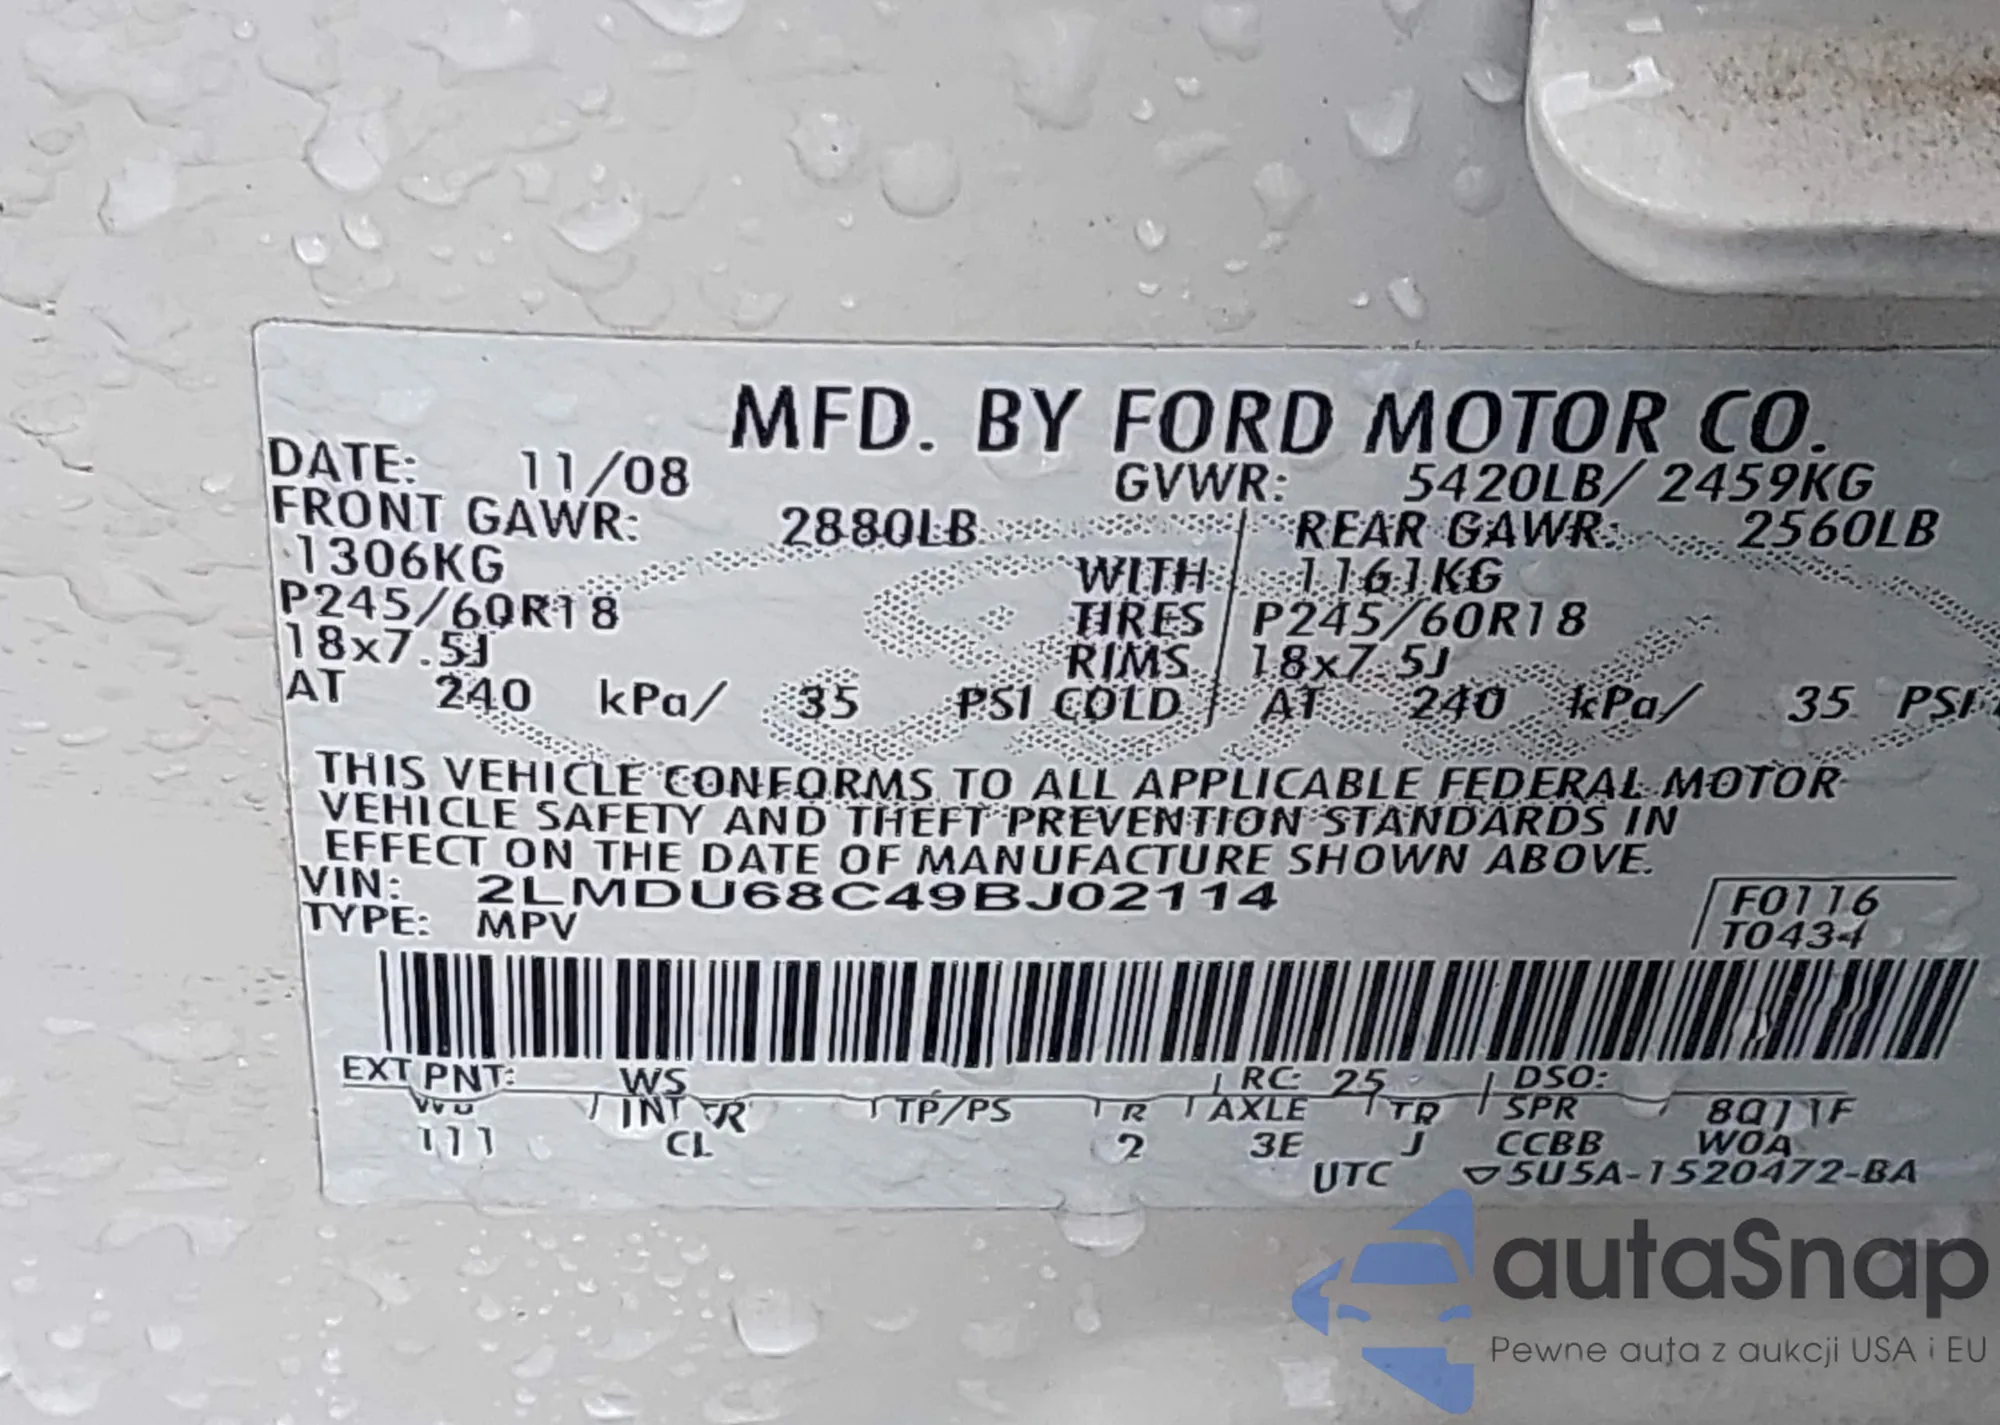 MFD. BY FORD MOTOR CO.
DATE: 11/08 GVWR: 5420LB/ 2459KG
FRONT GAWR: 2880LB REAR GAWR: 2560LB
1306KG WITH 1161KG
P245/60R18 TIRES P245/60R18
18x7.5J RIMS 18x7.5J
AT 240 kPa/ 35 PSI COLD AT 240 kPa/ 35 PSI
THIS VEHICLE CONFORMS TO ALL APPLICABLE FEDERAL MOTOR
VEHICLE SAFETY AND THEFT PREVENTION STANDARDS IN
EFFECT ON THE DATE OF MANUFACTURE SHOWN ABOVE.
VIN: 2LMDU68C49BJ02114
TYPE: MPV
F0116
T0434
EXT PNT: WS RC: 25 DSO:
WB INT TR TP/PS R AXLE TR SPR 8Q11F
111 CL 2 3E J CCBB W0A
UTC 5U5A-1520472-BA
autaSnap
Pewne auta z aukcji USA i EU